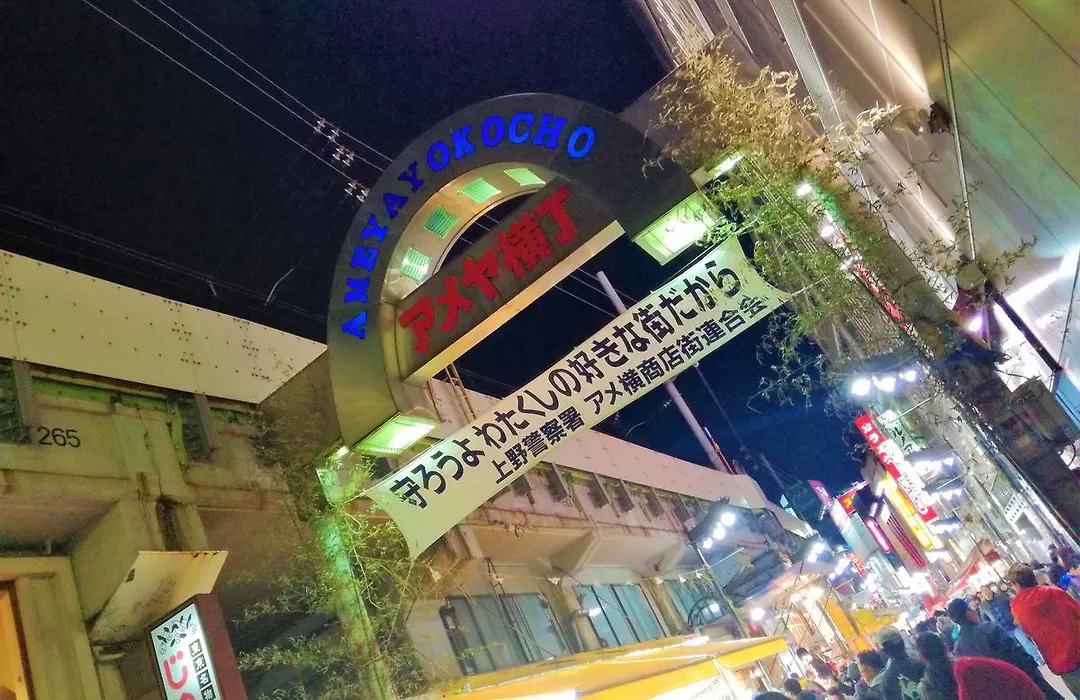 AMEYAYOKOCHO
アメヤ横丁
守ろうよわたくしの好きな街だから
上野警察署 アメ横商店街連合会
265